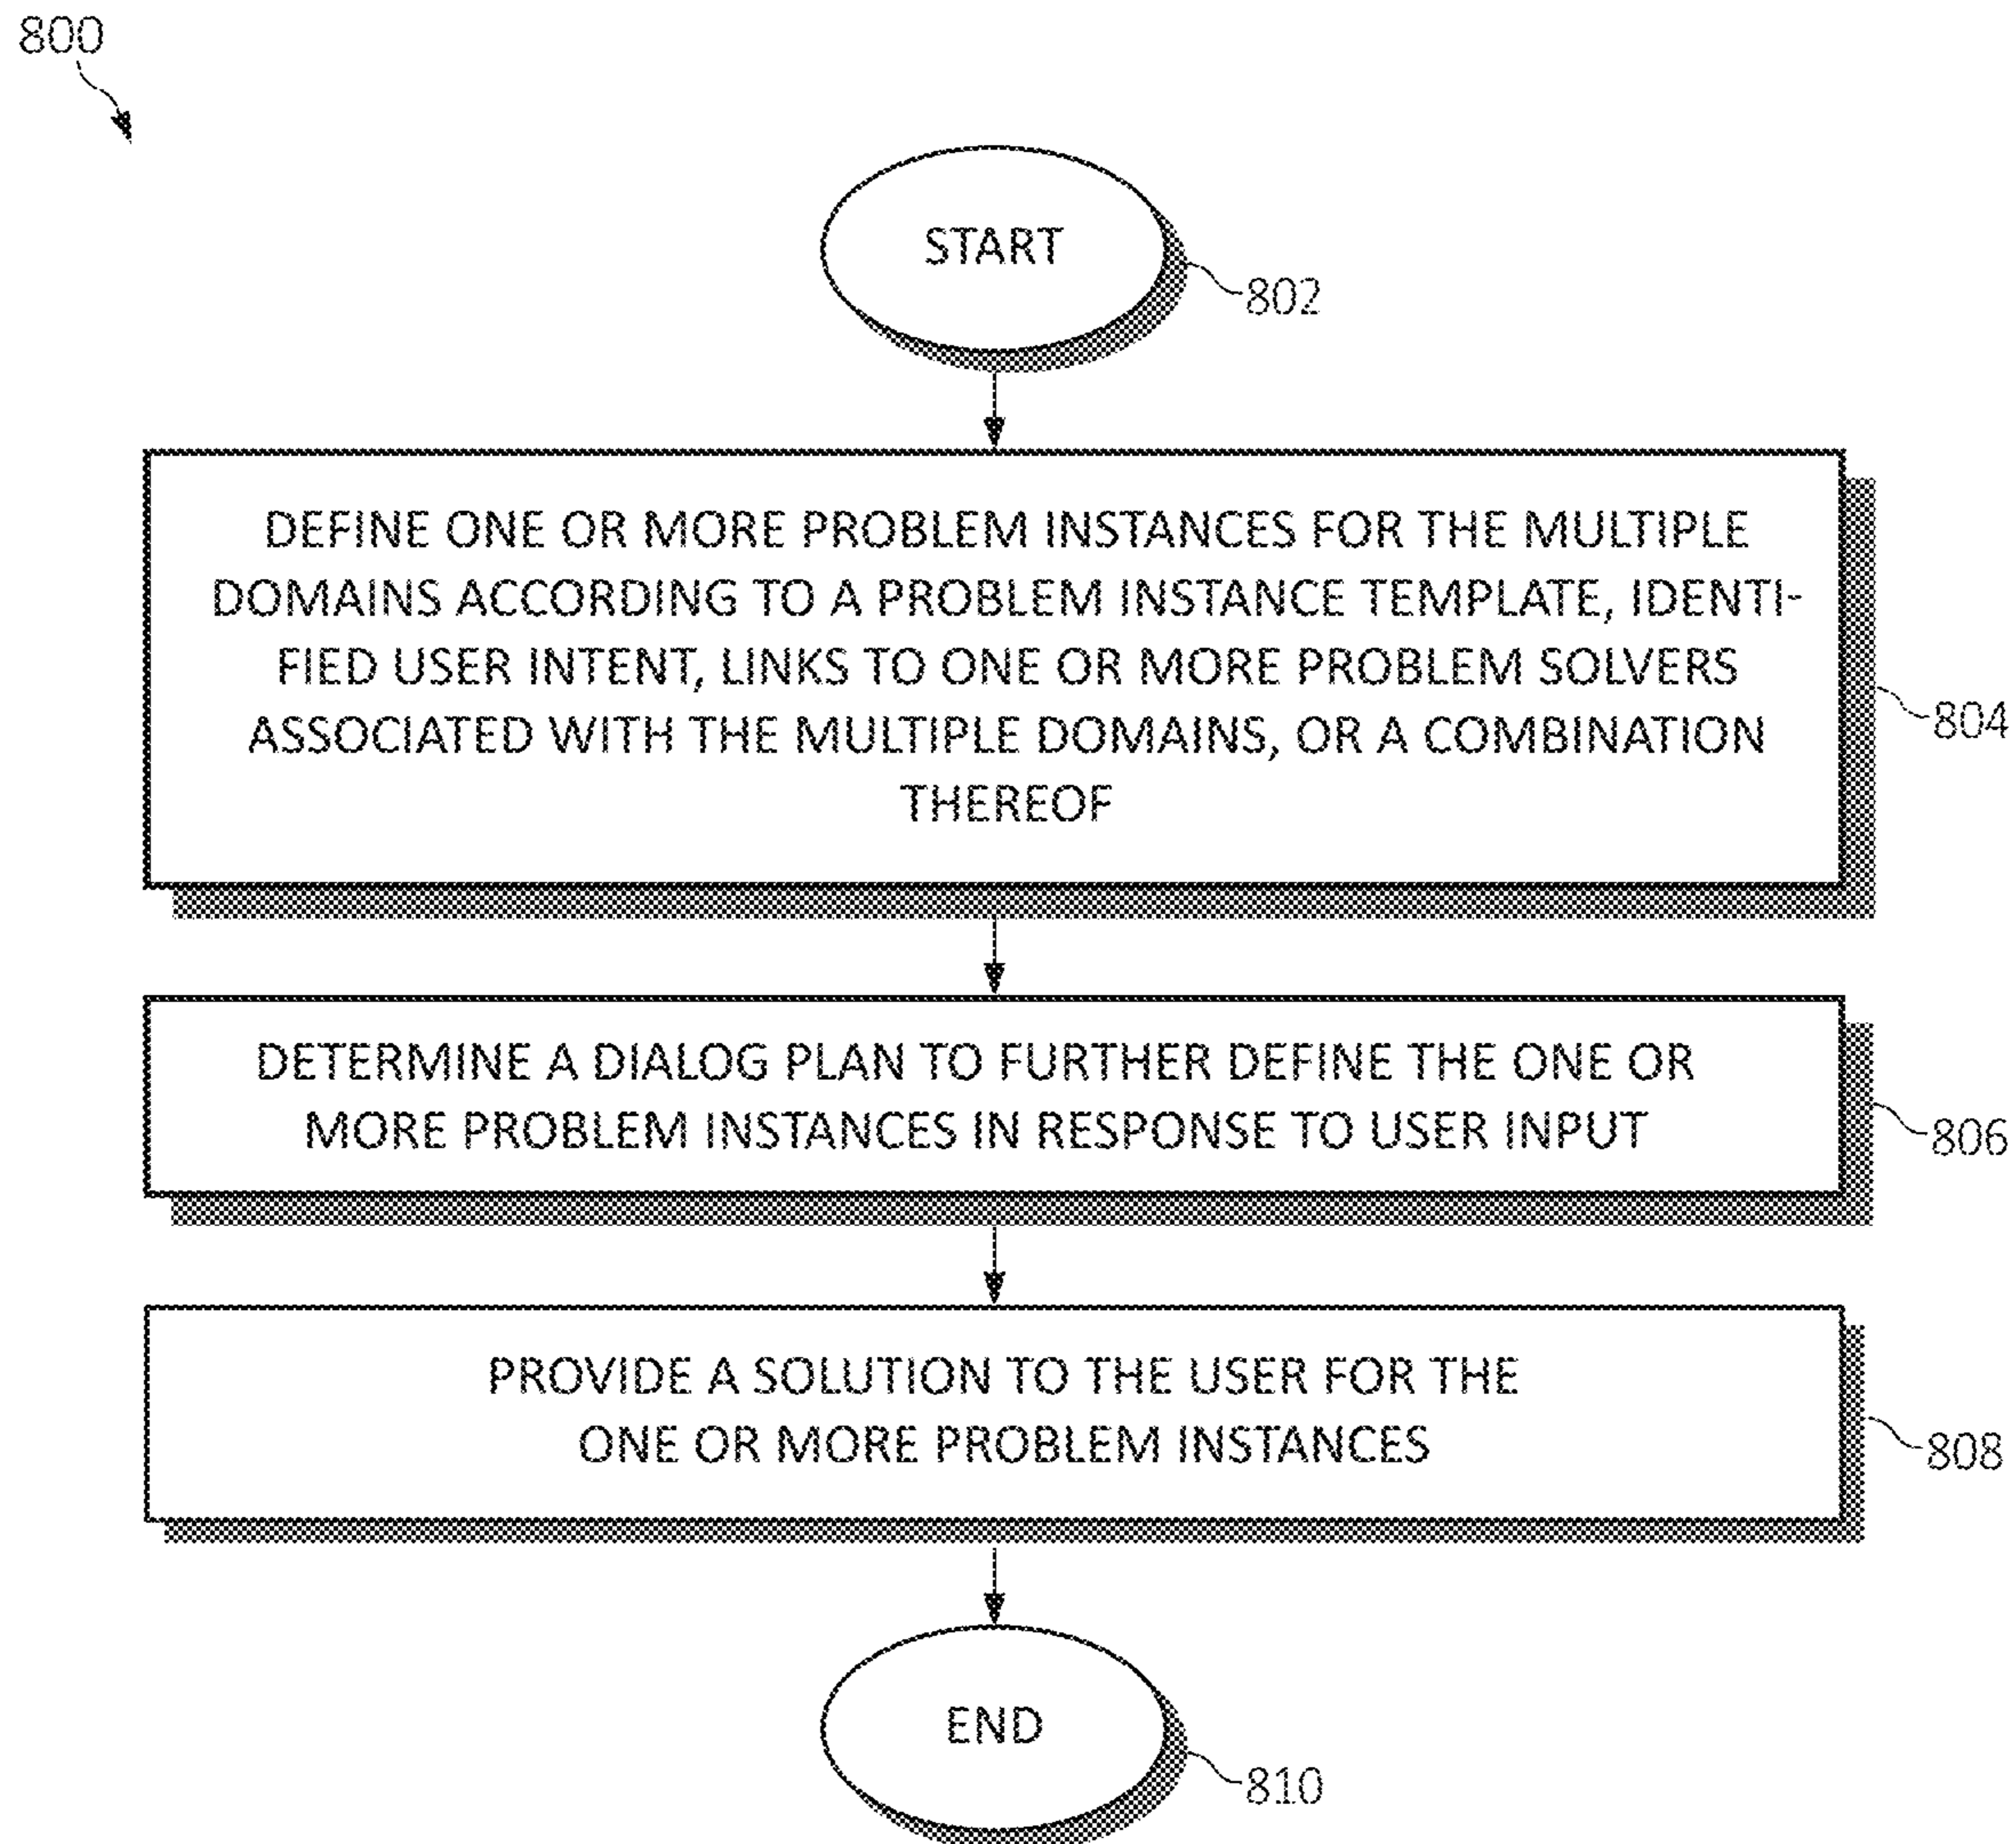 800
START
802
DEFINE ONE OR MORE PROBLEM INSTANCES FOR THE MULTIPLE
DOMAINS ACCORDING TO A PROBLEM INSTANCE TEMPLATE, IDENTI-
FIED USER INTENT, LINKS TO ONE OR MORE PROBLEM SOLVERS
ASSOCIATED WITH THE MULTIPLE DOMAINS, OR A COMBINATION
THEREOF
804
DETERMINE A DIALOG PLAN TO FURTHER DEFINE THE ONE OR
MORE PROBLEM INSTANCES IN RESPONSE TO USER INPUT
806
PROVIDE A SOLUTION TO THE USER FOR THE
ONE OR MORE PROBLEM INSTANCES
808
END
810